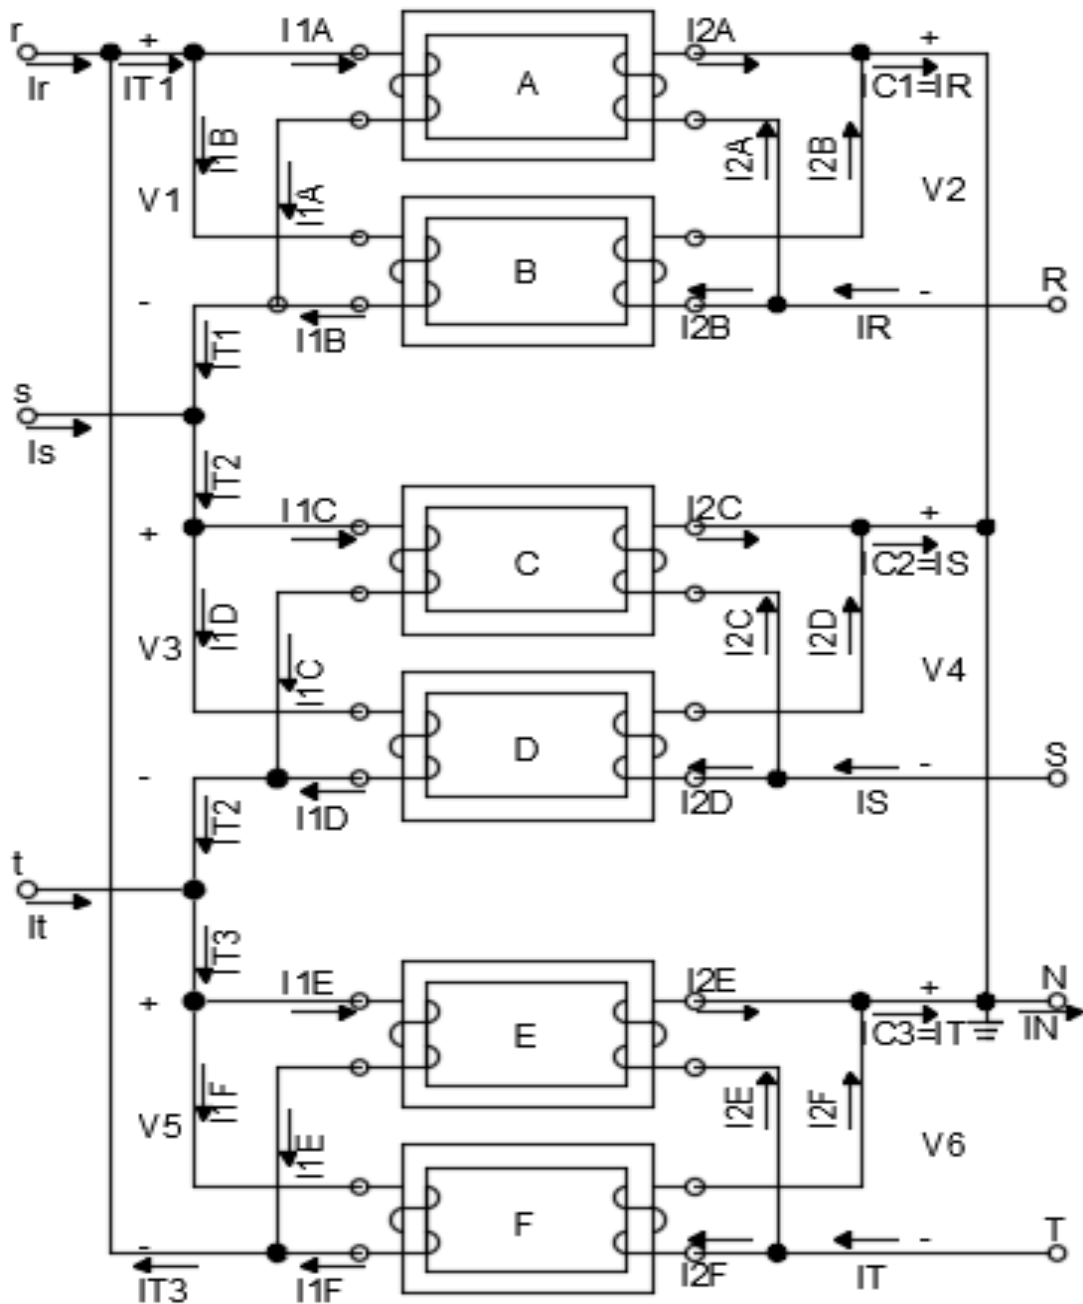 r + I1A I2A +
Ir IT1 A IC1=IR
I1B I2A I2B
V1 I1A V2
B R
- -
I1B I2B IR
IT1
s
Is
IT2
I1C I2C +
+ C IC2=IS
I1D I2C I2D
V3 I1C V4
D S
- -
I1D I2D IS
IT2
t
It
IT3
I1E I2E + N
+ E IC3=IT IN
I1F I2E I2F
V5 I1E V6
F T
- -
IT3 I1F I2F IT